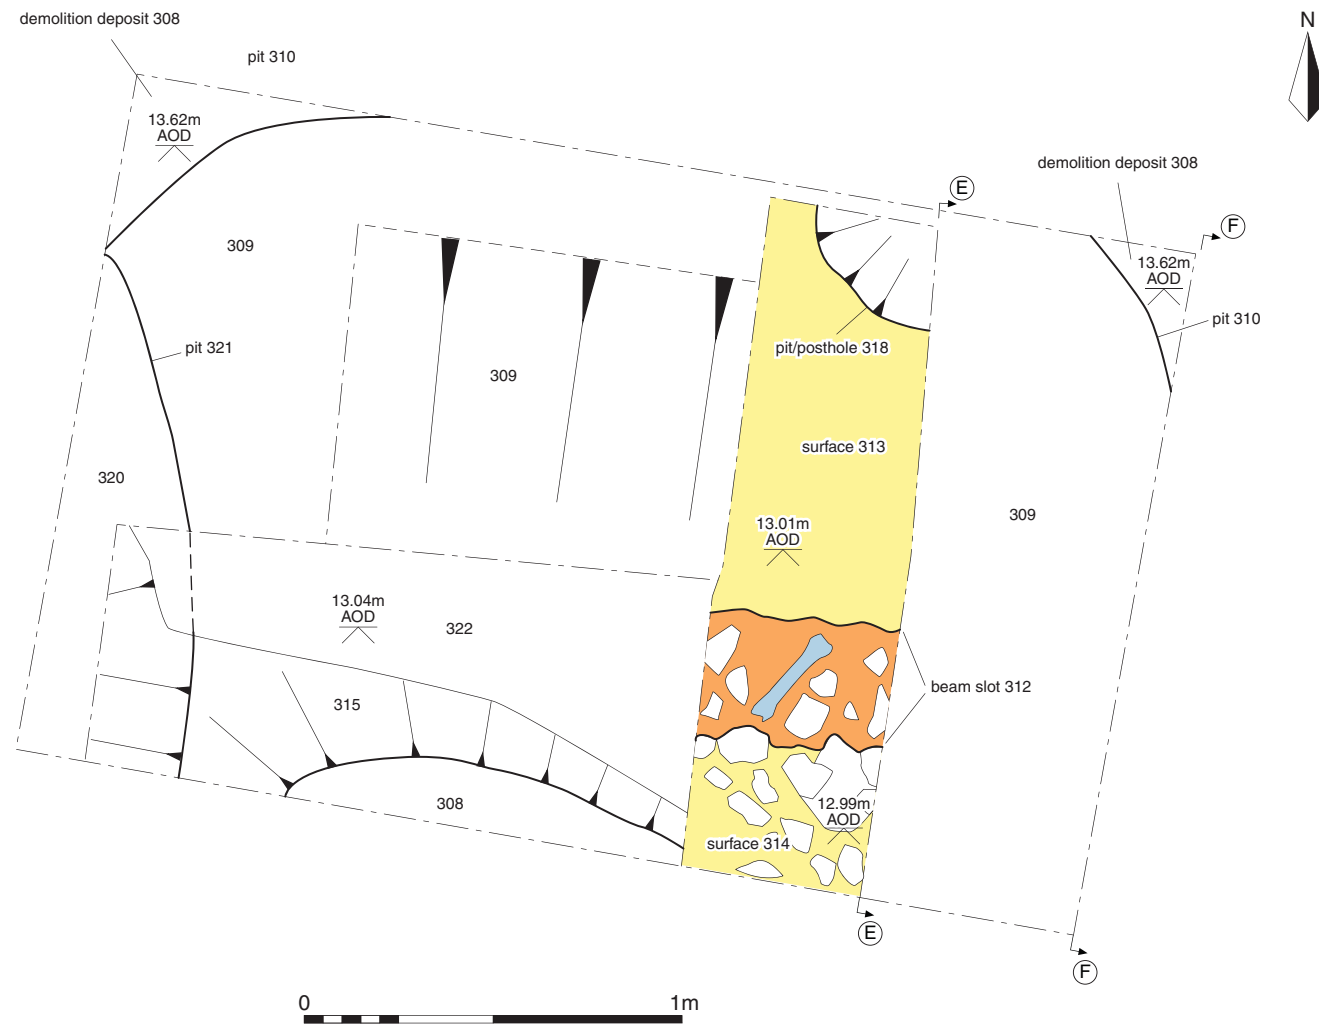 demolition deposit 308
N
pit 310
13.62m
AOD
demolition deposit 308
E
F
309
13.62m
AOD
pit 310
pit 321
pit/posthole 318
309
surface 313
320
309
13.01m
AOD
13.04m
AOD
322
beam slot 312
315
308
12.99m
AOD
surface 314
E
F
0
1m